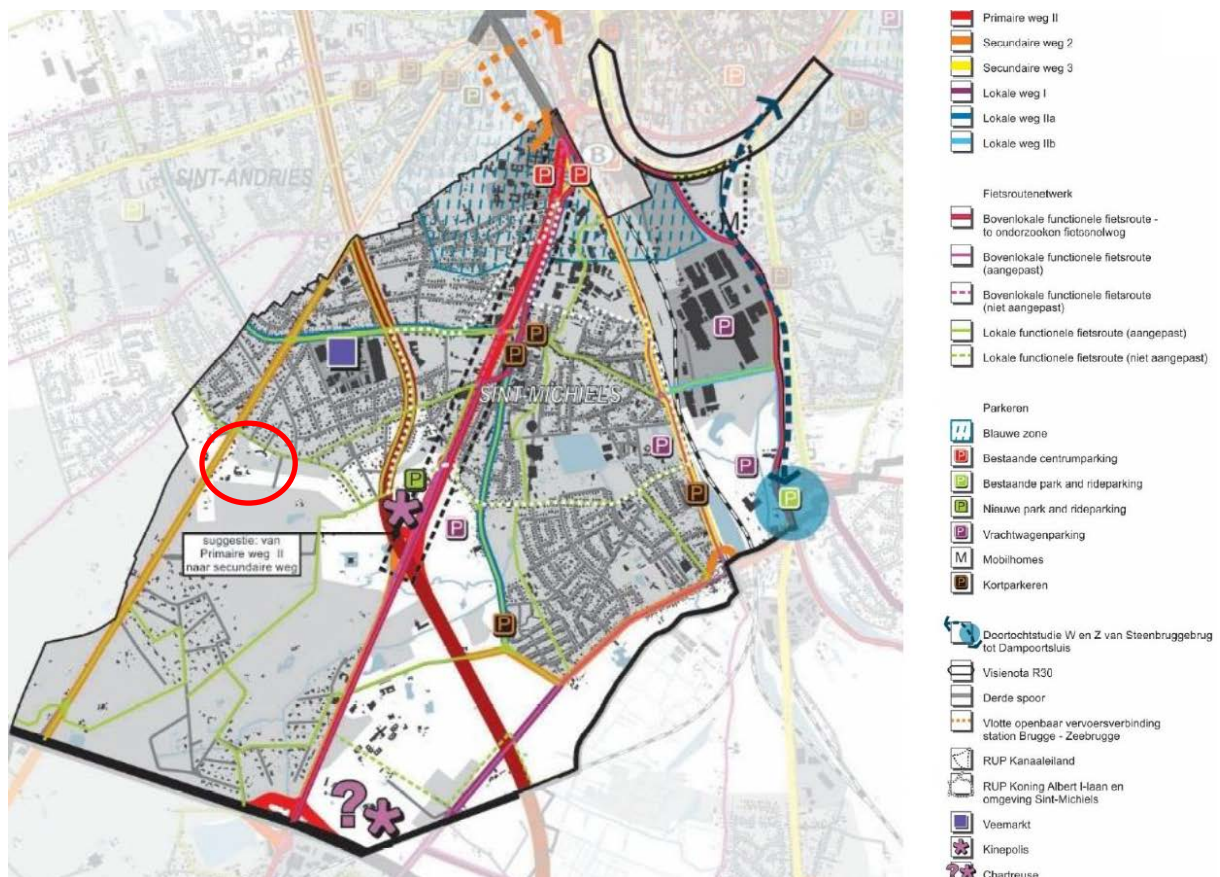 Primaire weg II
Secundaire weg 2
Secundaire weg 3
Lokale weg I
Lokale weg IIa
Lokale weg IIb
Fietsroutenetwerk
Bovenlokale functionele fietsroute -
to ondorzookon fiotsnolwog
Bovenlokale functionele fietsroute
(aangepast)
Bovenlokale functionele fietsroute
(niet aangepast)
Lokale functionele fietsroute (aangepast)
Lokale functionele fietsroute (niet aangepast)
Parkeren
Blauwe zone
P Bestaande centrumparking
P Bestaande park and rideparking
P Nieuwe park and rideparking
P Vrachtwagenparking
M Mobilhomes
P Kortparkeren
Doortochtstudie W en Z van Steenbruggebrug
tot Dampoortsluis
Visienota R30
Derde spoor
Vlotte openbaar vervoersverbinding
station Brugge - Zeebrugge
RUP Kanaaleiland
RUP Koning Albert I-laan en
omgeving Sint-Michiels
Veemarkt
Kinepolis
?* Chartreuse
SINT-ANDRIES
B
P
P
M
P
P
P
SINT-MICHIELS
P
P
P
P
P
P
suggestie: van
Primaire weg II
naar secundaire weg
P
?*